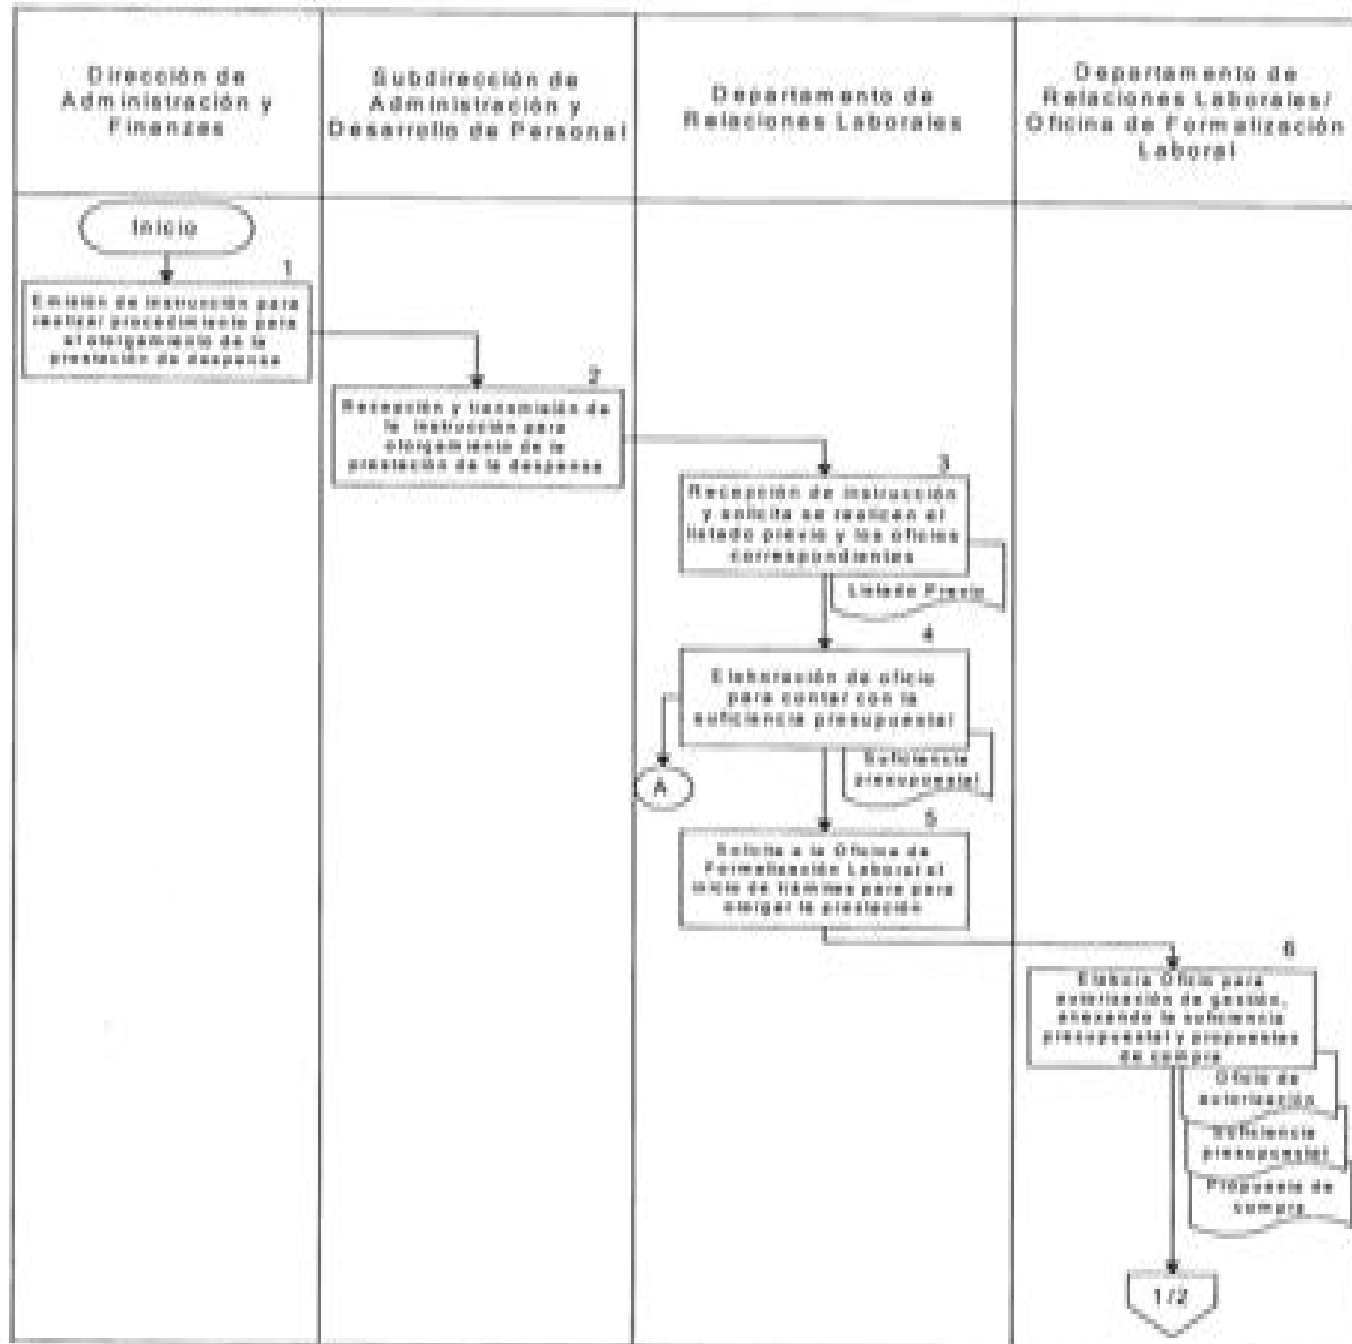 Dirección de
Administración y
Finanzas
Subdirección de
Administración y
Desarrollo de Personal
Departamento de
Relaciones Laborales
Departamento de
Relaciones Laborales/
Oficina de Formalización
Laboral
Inicio
1
Emisión de instrucción para
realizar procedimiento para
el otorgamiento de la
prestación de despensa
2
Recepción y transmisión de
la instrucción para
otorgamiento de la
prestación de la despensa
3
Recepción de instrucción
y solicita se realicen el
listado previo y los oficios
correspondientes
Listado Previo
4
Elaboración de oficio
para contar con la
suficiencia presupuestal
Suficiencia
presupuestal
A
5
Solicita a la Oficina de
Formalización Laboral el
inicio de trámites para para
otorgar la prestación
6
Elabora Oficio para
autorización de gestión,
anexando la suficiencia
presupuestal y propuestas
de compra
Oficio de
autorización
Suficiencia
presupuestal
Propuesta de
compra
1/2